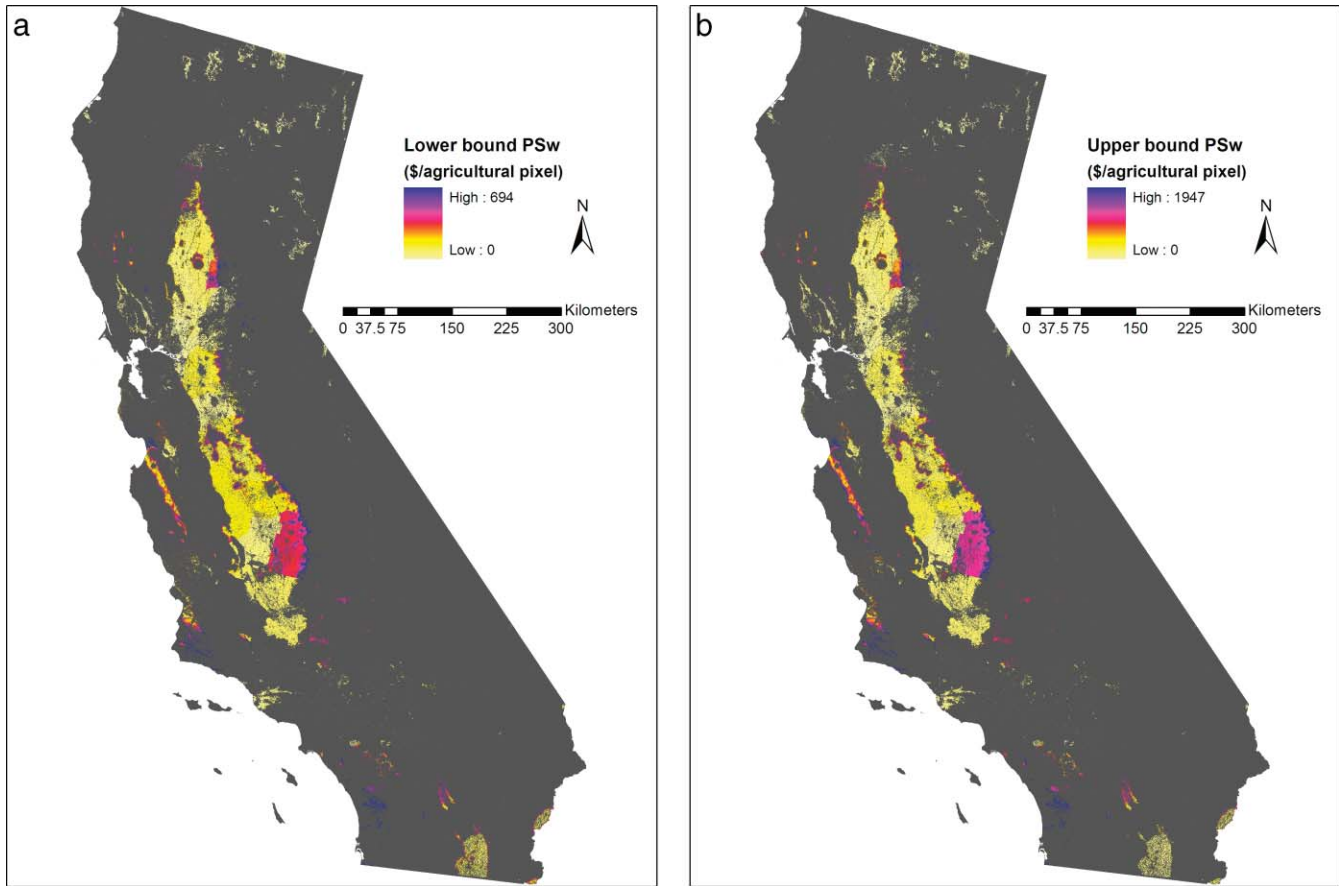 a
Lower bound PSw
($/agricultural pixel)
High : 694
Low : 0
N
Kilometers
0 37.5 75 150 225 300
b
Upper bound PSw
($/agricultural pixel)
High : 1947
Low : 0
N
Kilometers
0 37.5 75 150 225 300